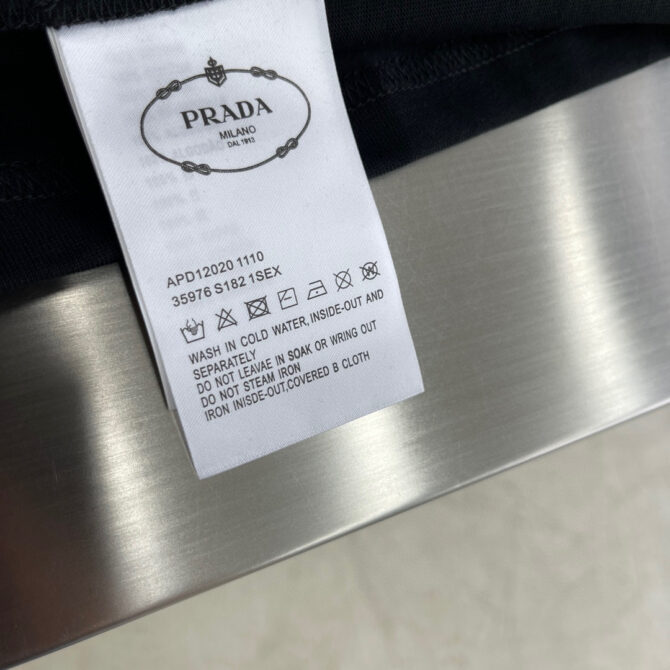 PRADA
MILANO
DAL 1913
APD12020 1110
35976 S182 1SEX
WASH IN COLD WATER, INSIDE-OUT AND
SEPARATELY
DO NOT LEAVAE IN SOAK OR WRING OUT
DO NOT STEAM IRON
IRON INISDE-OUT,COVERED B CLOTH